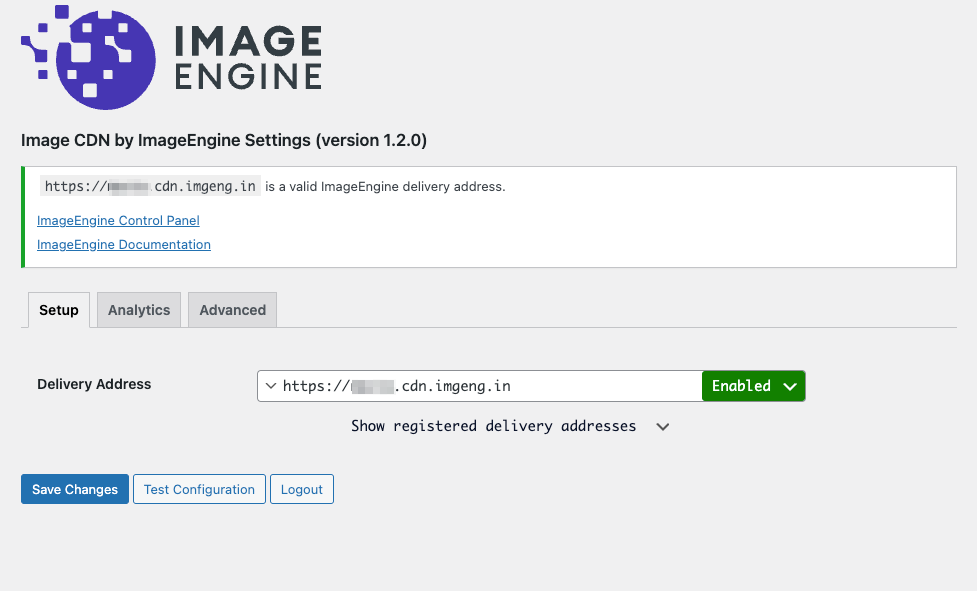 IMAGE
ENGINE
Image CDN by ImageEngine Settings (version 1.2.0)
https:// .cdn.imgeng.in is a valid ImageEngine delivery address.
ImageEngine Control Panel
ImageEngine Documentation
Setup Analytics Advanced
Delivery Address https:// .cdn.imgeng.in Enabled
Show registered delivery addresses
Save Changes Test Configuration Logout